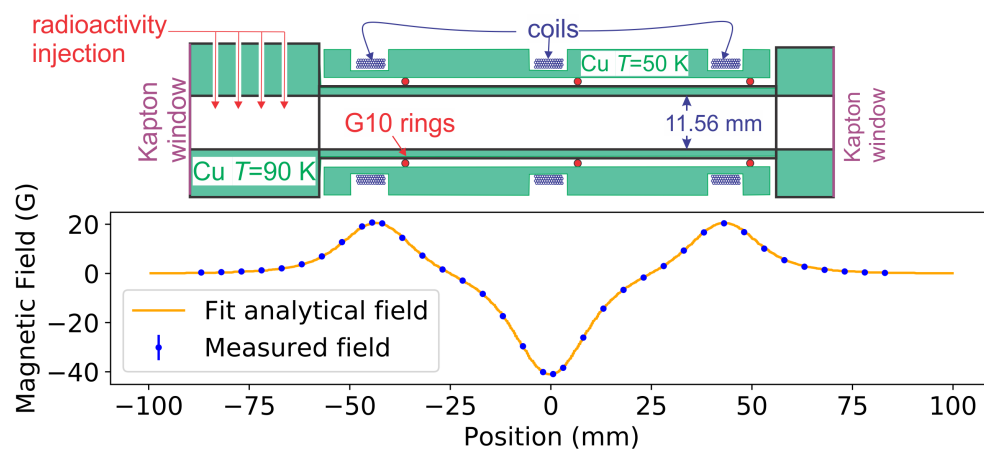 radioactivity
injection
coils
Cu T=50 K
Kapton
window
G10 rings
11.56 mm
Kapton
window
Cu T=90 K
Magnetic Field (G)
20
0
−20
−40
Fit analytical field
Measured field
−100 −75 −50 −25 0 25 50 75 100
Position (mm)